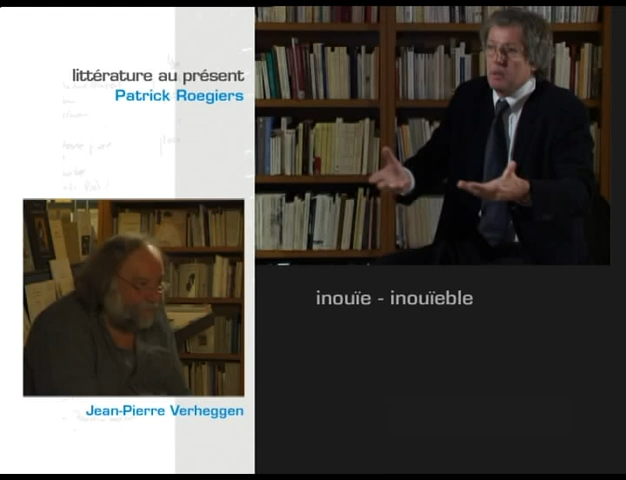 littérature au présent
Patrick Roegiers
inouïe - inouïeble
Jean-Pierre Verheggen